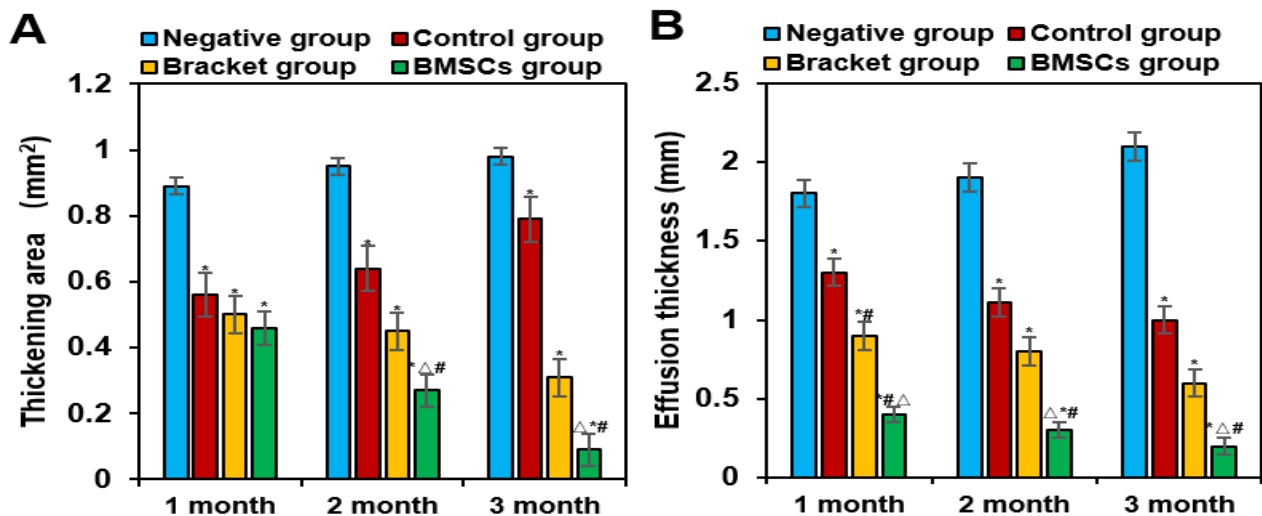 A
Negative group Control group
Bracket group BMSCs group
Thickening area (mm²)
1.2
1
0.8
0.6
0.4
0.2
0
* * *
* * * △ #
* * △ *#
1 month 2 month 3 month
B
Negative group Control group
Bracket group BMSCs group
Effusion thickness (mm)
2.5
2
1.5
1
0.5
0
* *# *# △
* * △ *#
* * * △ #
1 month 2 month 3 month